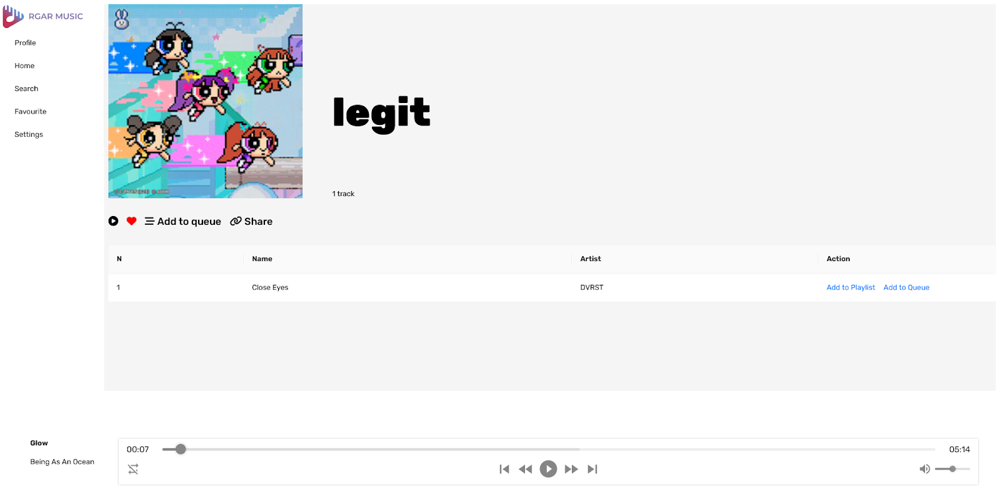 RGAR MUSIC
Profile
Home
Search
Favourite
Settings
legit
1 track
Add to queue Share
N Name Artist Action
1 Close Eyes DVRST Add to Playlist Add to Queue
Glow
Being As An Ocean
00:07 05:14